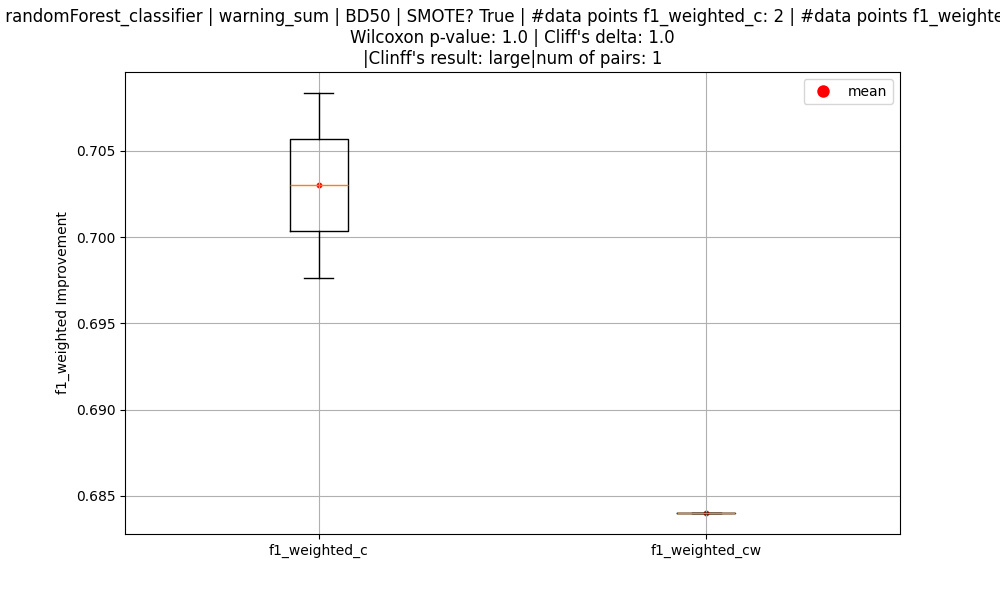 randomForest_classifier | warning_sum | BD50 | SMOTE? True | #data points f1_weighted_c: 2 | #data points f1_weighte
Wilcoxon p-value: 1.0 | Cliff's delta: 1.0
|Clinff's result: large|num of pairs: 1
mean
0.705
0.700
0.695
0.690
0.685
f1_weighted Improvement
f1_weighted_c
f1_weighted_cw